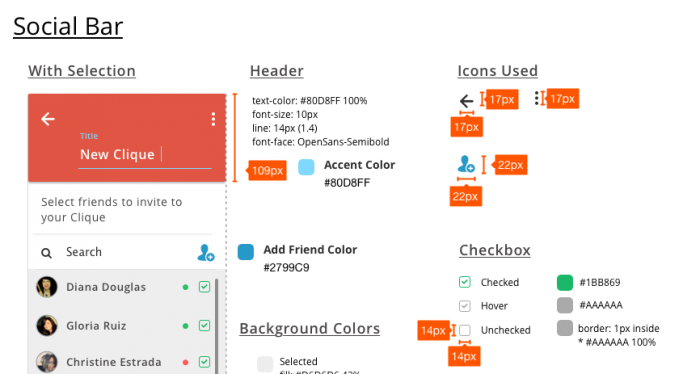 Social Bar
With Selection
Title
New Clique
Select friends to invite to
your Clique
Search
Diana Douglas
Gloria Ruiz
Christine Estrada
Header
text-color: #80D8FF 100%
font-size: 10px
line: 14px (1.4)
font-face: OpenSans-Semibold
109px
Accent Color
#80D8FF
Add Friend Color
#2799C9
Background Colors
Selected
Icons Used
17px
17px
17px
22px
22px
Checkbox
Checked
#1BB869
Hover
#AAAAAA
14px
Unchecked
border: 1px inside
* #AAAAAA 100%
14px